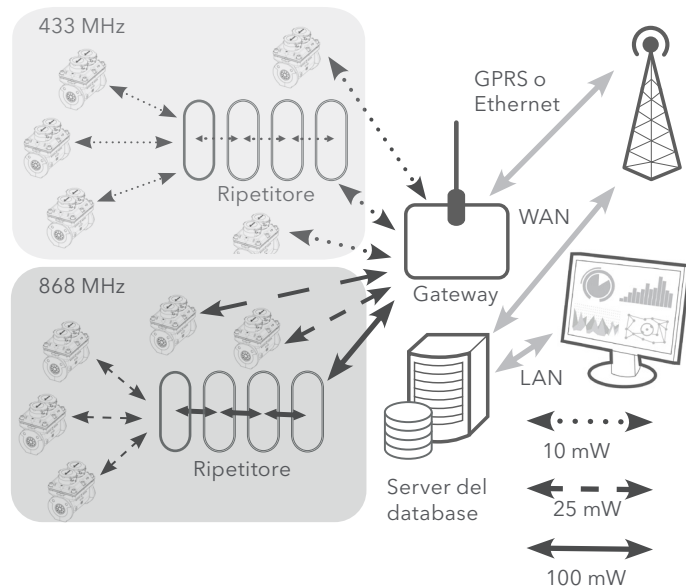 433 MHz
GPRS o
Ethernet
Ripetitore
WAN
Gateway
868 MHz
LAN
Ripetitore
10 mW
Server del
database
25 mW
100 mW